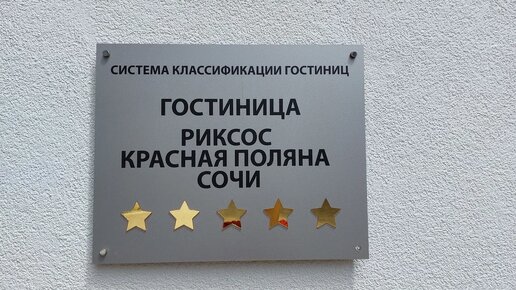 СИСТЕМА КЛАССИФИКАЦИИ ГОСТИНИЦ
ГОСТИНИЦА
РИКСОС
КРАСНАЯ ПОЛЯНА
СОЧИ